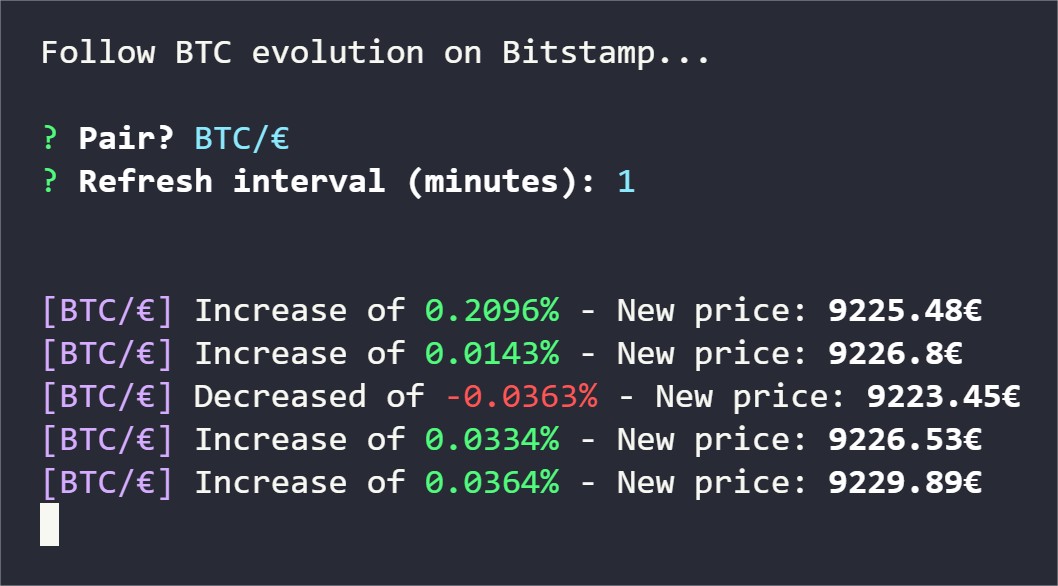 Follow BTC evolution on Bitstamp...
? Pair? BTC/€
? Refresh interval (minutes): 1
[BTC/€] Increase of 0.2096% - New price: 9225.48€
[BTC/€] Increase of 0.0143% - New price: 9226.8€
[BTC/€] Decreased of -0.0363% - New price: 9223.45€
[BTC/€] Increase of 0.0334% - New price: 9226.53€
[BTC/€] Increase of 0.0364% - New price: 9229.89€